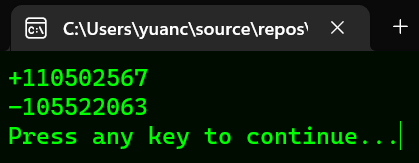 C:\Users\yuanc\source\repos\
+110502567
-105522063
Press any key to continue...